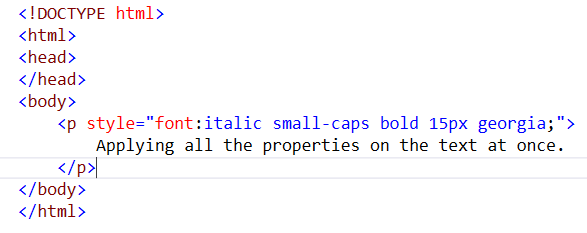 <!DOCTYPE html>
<html>
<head>
</head>
<body>
    <p style="font:italic small-caps bold 15px georgia;">
        Applying all the properties on the text at once.
    </p>
</body>
</html>